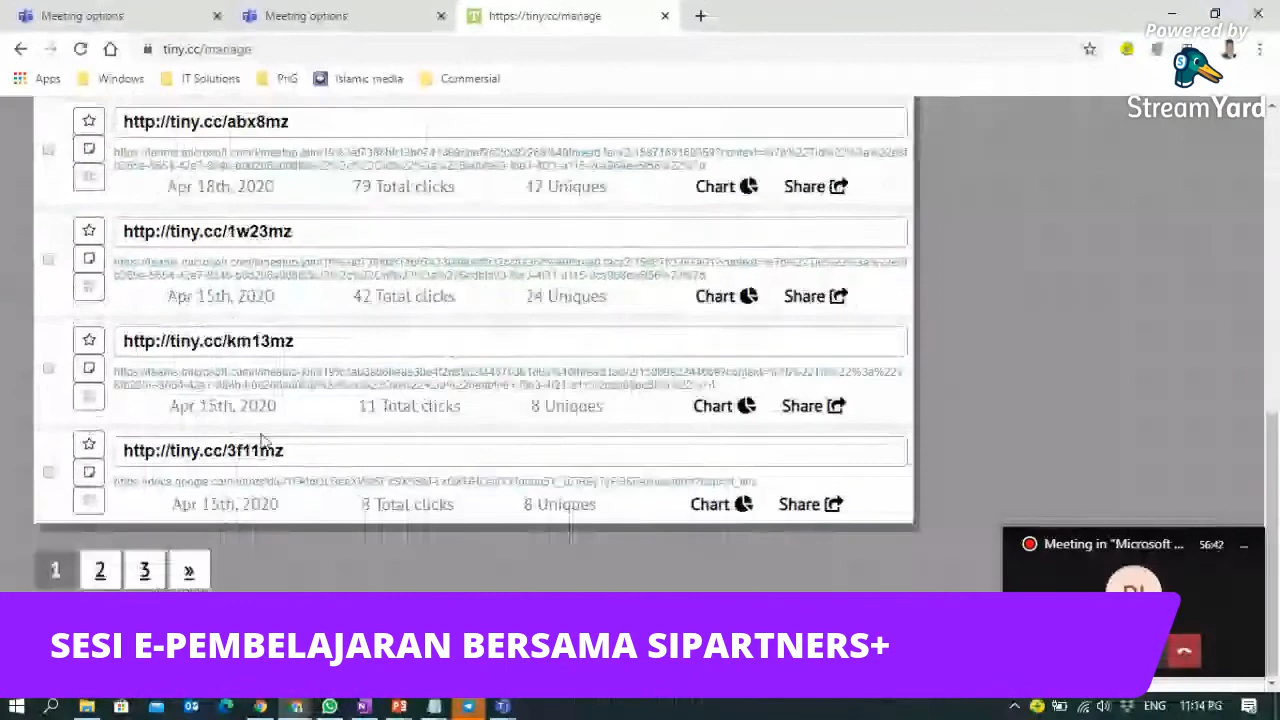 Meeting options
Meeting options
https://tiny.cc/manage
tiny.cc/manage
Powered by
StreamYard
Apps
Windows
IT Solutions
PnG
Islamic media
Commercial
http://tiny.cc/abx8mz
Apr 18th, 2020 79 Total clicks 42 Uniques Chart Share
http://tiny.cc/1w23mz
Apr 15th, 2020 42 Total clicks 24 Uniques Chart Share
http://tiny.cc/km13mz
Apr 15th, 2020 11 Total clicks 8 Uniques Chart Share
http://tiny.cc/3f11mz
Apr 15th, 2020 8 Total clicks 8 Uniques Chart Share
1 2 3 »
Meeting in "Microsoft ... 56:42
SESI E-PEMBELAJARAN BERSAMA SIPARTNERS+
ENG 11:14 PG